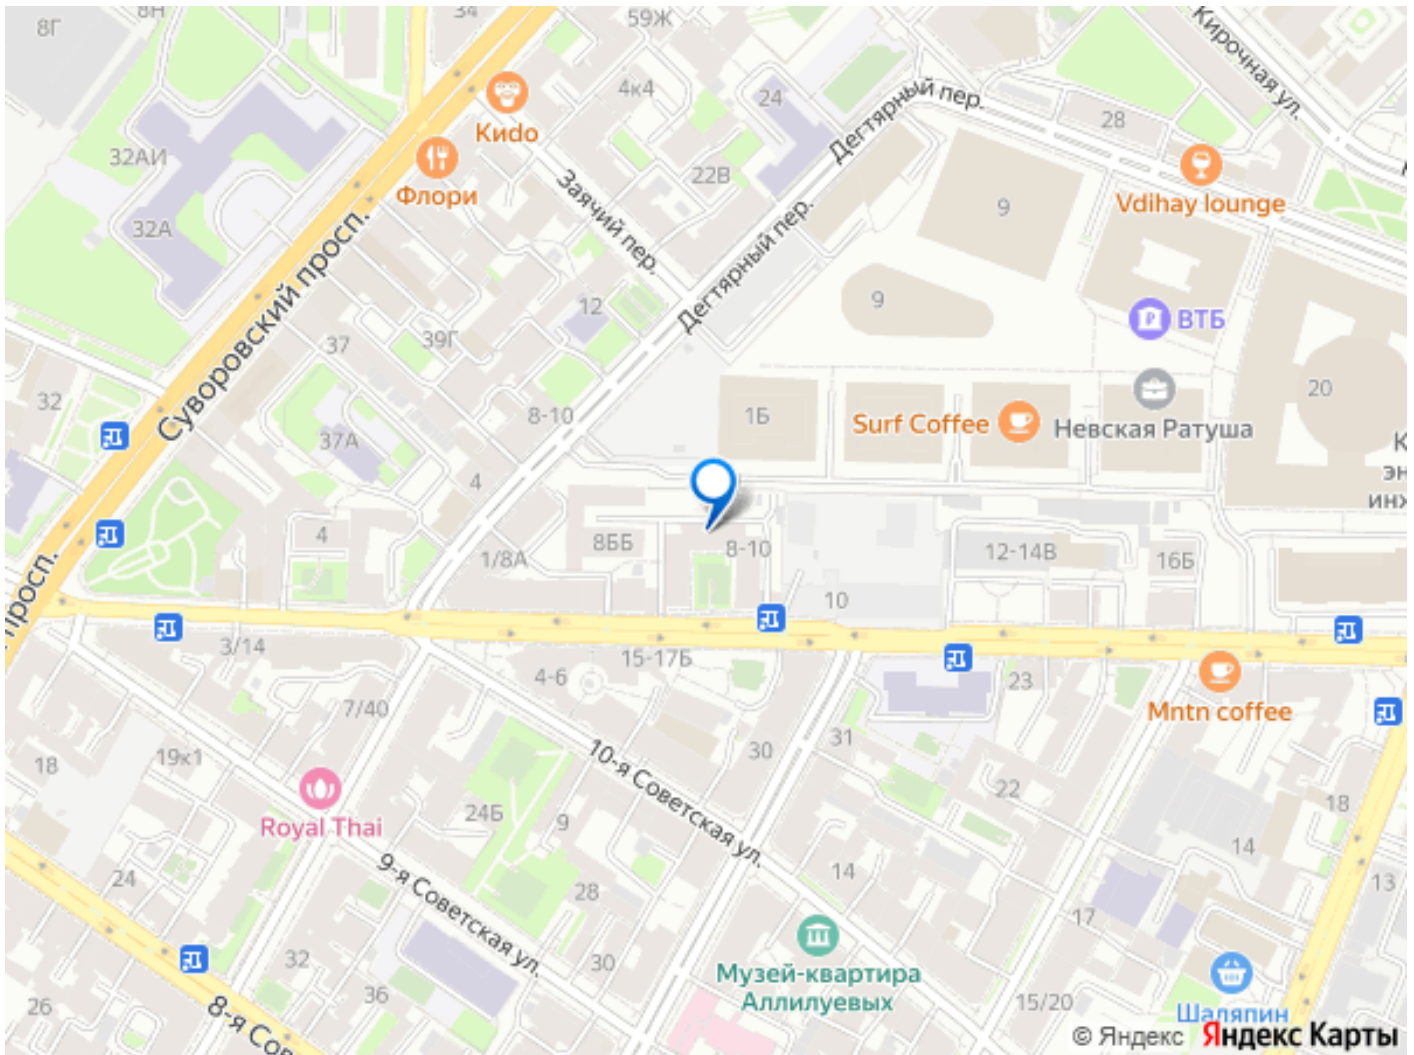 8Г
8Н
34
59Ж
Кирочная ул.
4к4
24
Дегтярный пер.
28
Кидо
32АИ
Флори
Заячий пер.
22В
Vdihay lounge
9
32А
Суворовский просп.
Дегтярный пер.
12
9
ВТБ
37
39Г
32
8-10
1Б
Surf Coffee
Невская Ратуша
20
37А
4
4
1/8А
8ББ
8-10
12-14В
16Б
просп.
10
3/14
15-17Б
4-6
23
7/40
Mntn coffee
18
19к1
10-я Советская ул.
30
31
22
18
Royal Thai
24Б
9
14
14
24
9-я Советская ул.
28
13
17
32
30
Музей-квартира
Аллилуевых
36
26
15/20
Шаляпин
© Яндекс Яндекс Карты